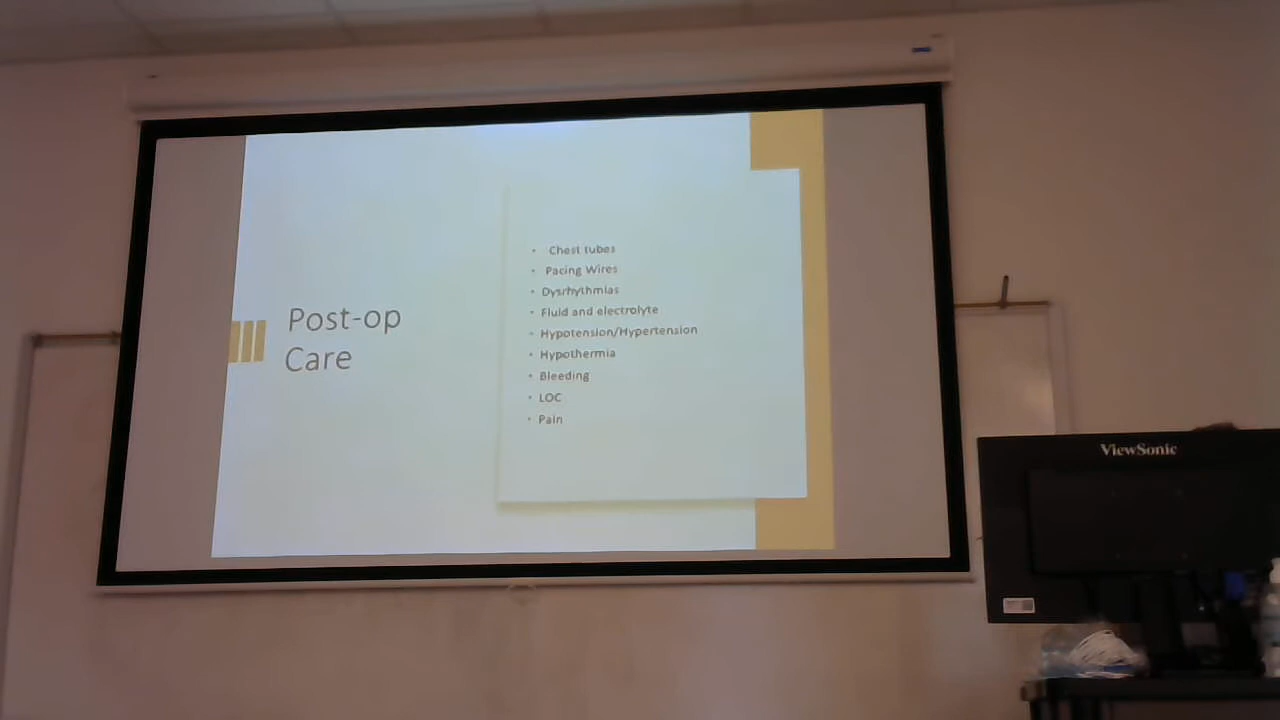 Post-op
Care
• Chest tubes
• Pacing Wires
• Dysrhythmias
• Fluid and electrolyte
• Hypotension/Hypertension
• Hypothermia
• Bleeding
• LOC
• Pain
ViewSonic